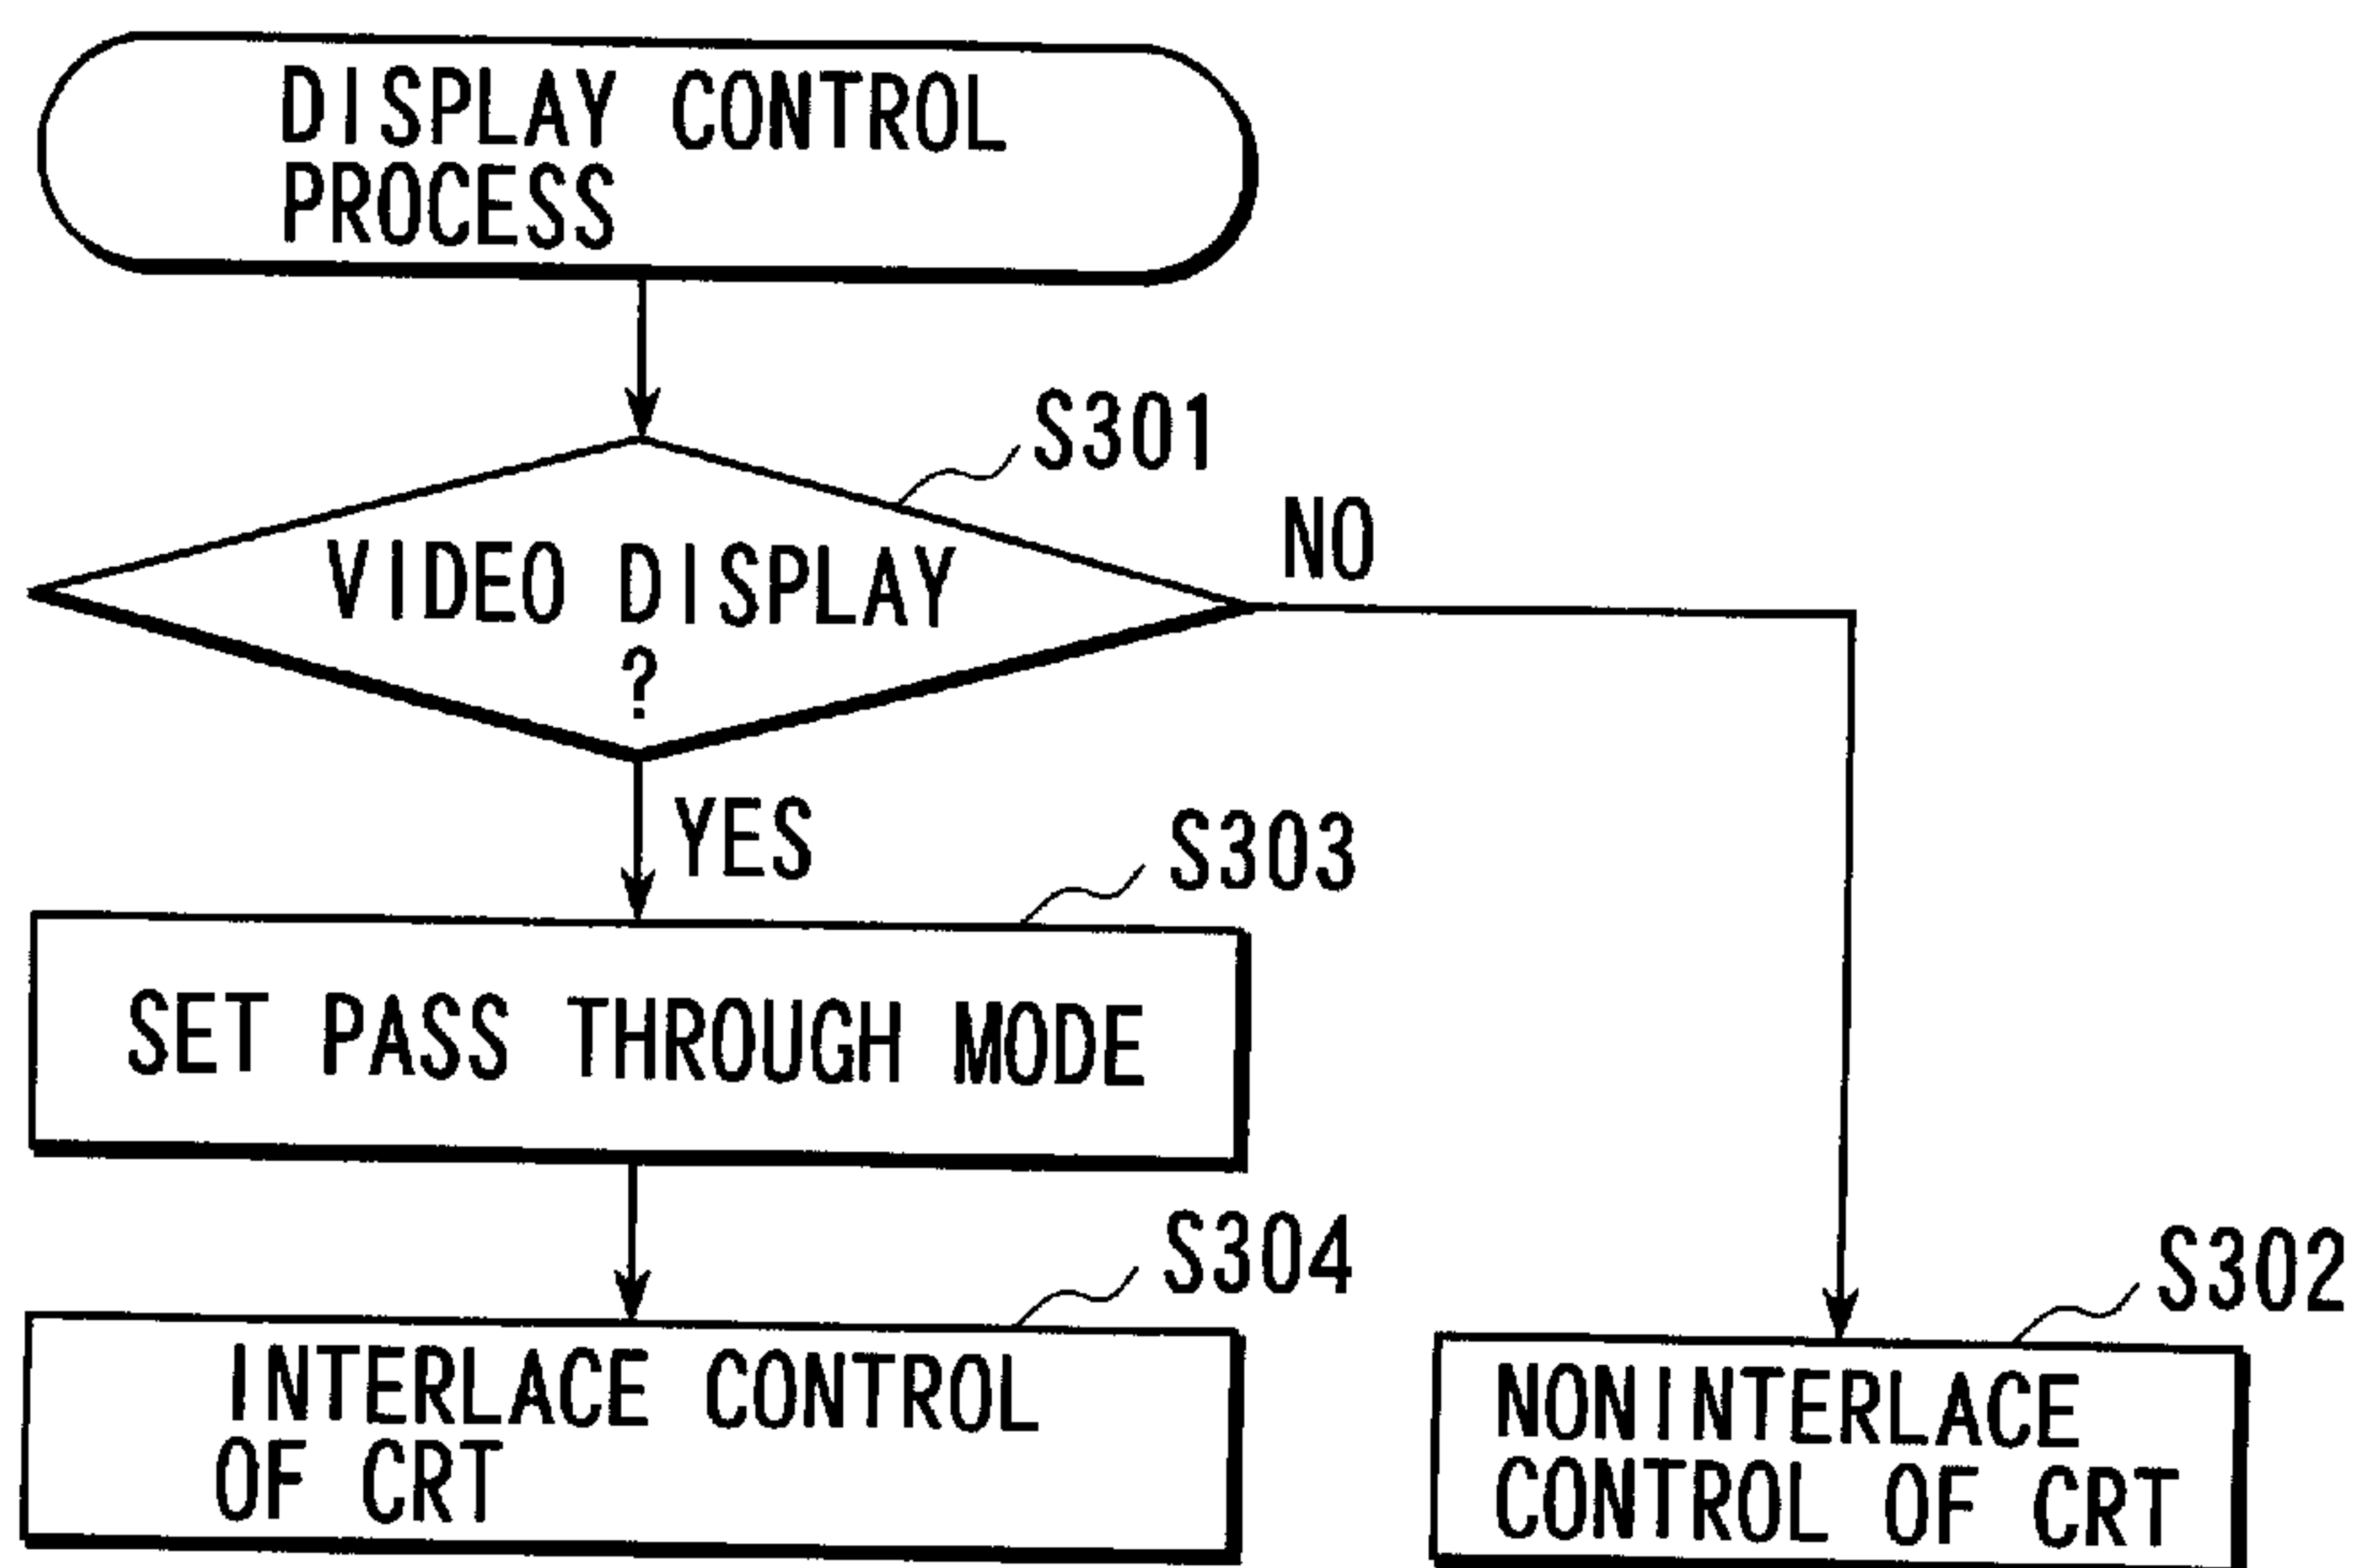 DISPLAY CONTROL
PROCESS
S301
VIDEO DISPLAY
?
NO
YES
S303
SET PASS THROUGH MODE
S304
INTERLACE CONTROL
OF CRT
S302
NONINTERLACE
CONTROL OF CRT